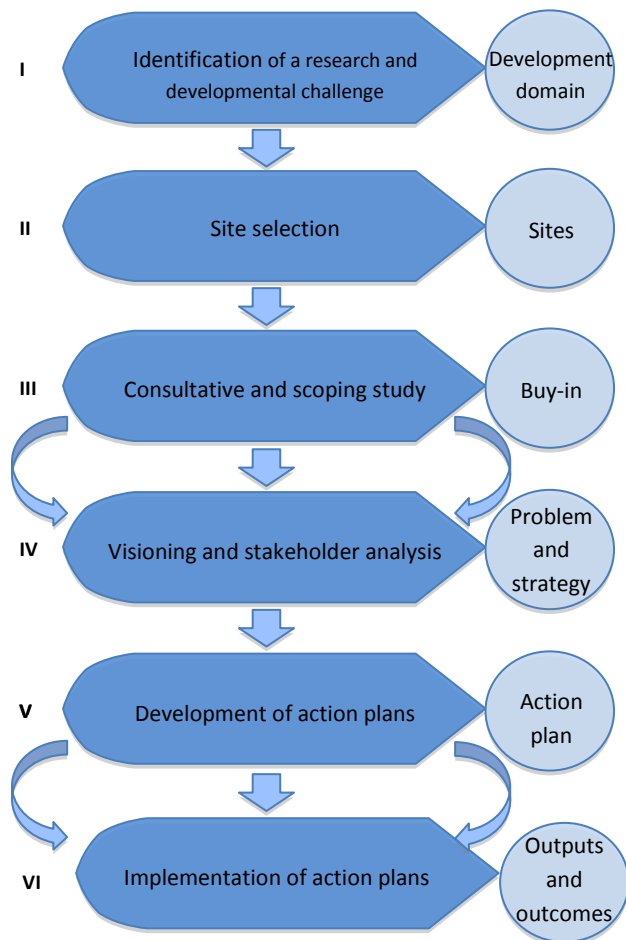 I
Identification of a research and
developmental challenge
Development
domain
II
Site selection
Sites
III
Consultative and scoping study
Buy-in
IV
Visioning and stakeholder analysis
Problem
and
strategy
V
Development of action plans
Action
plan
VI
Implementation of action plans
Outputs
and
outcomes